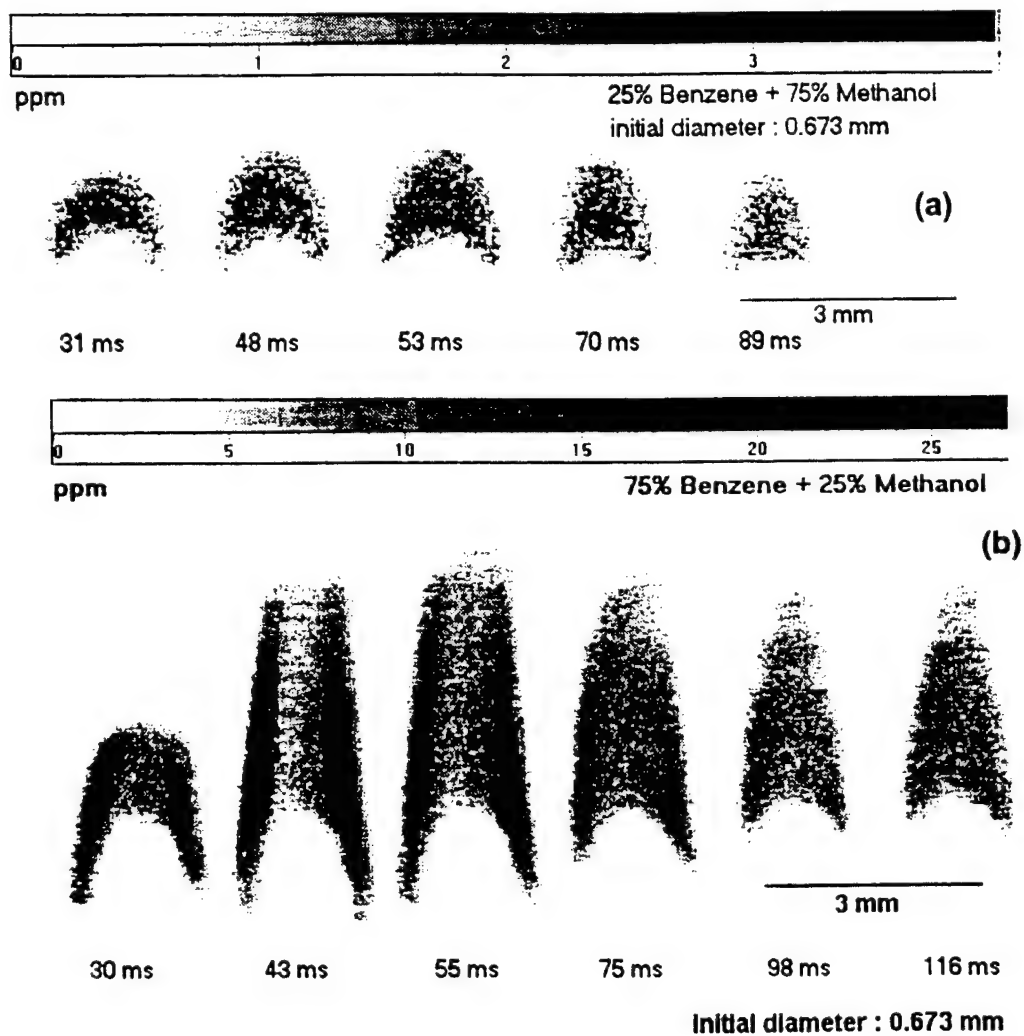 0 1 2 3
ppm
25% Benzene + 75% Methanol
initial diameter : 0.673 mm
(a)
3 mm
31 ms 48 ms 53 ms 70 ms 89 ms
0 5 10 15 20 25
ppm
75% Benzene + 25% Methanol
(b)
3 mm
30 ms 43 ms 55 ms 75 ms 98 ms 116 ms
Initial diameter : 0.673 mm